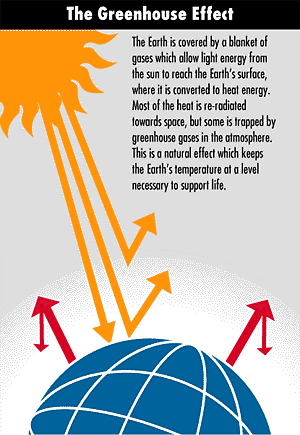 The Greenhouse Effect
The Earth is covered by a blanket of
gases which allow light energy from
the sun to reach the Earth's surface,
where it is converted to heat energy.
Most of the heat is re-radiated
towards space, but some is trapped by
greenhouse gases in the atmosphere.
This is a natural effect which keeps
the Earth's temperature at a level
necessary to support life.